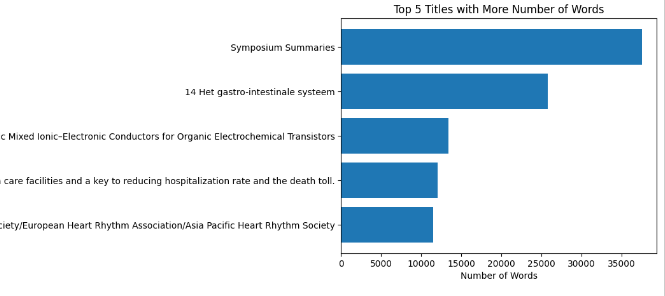 Top 5 Titles with More Number of Words
Symposium Summaries
14 Het gastro-intestinale systeem
Mixed Ionic–Electronic Conductors for Organic Electrochemical Transistors
care facilities and a key to reducing hospitalization rate and the death toll.
ciety/European Heart Rhythm Association/Asia Pacific Heart Rhythm Society
0 5000 10000 15000 20000 25000 30000 35000
Number of Words